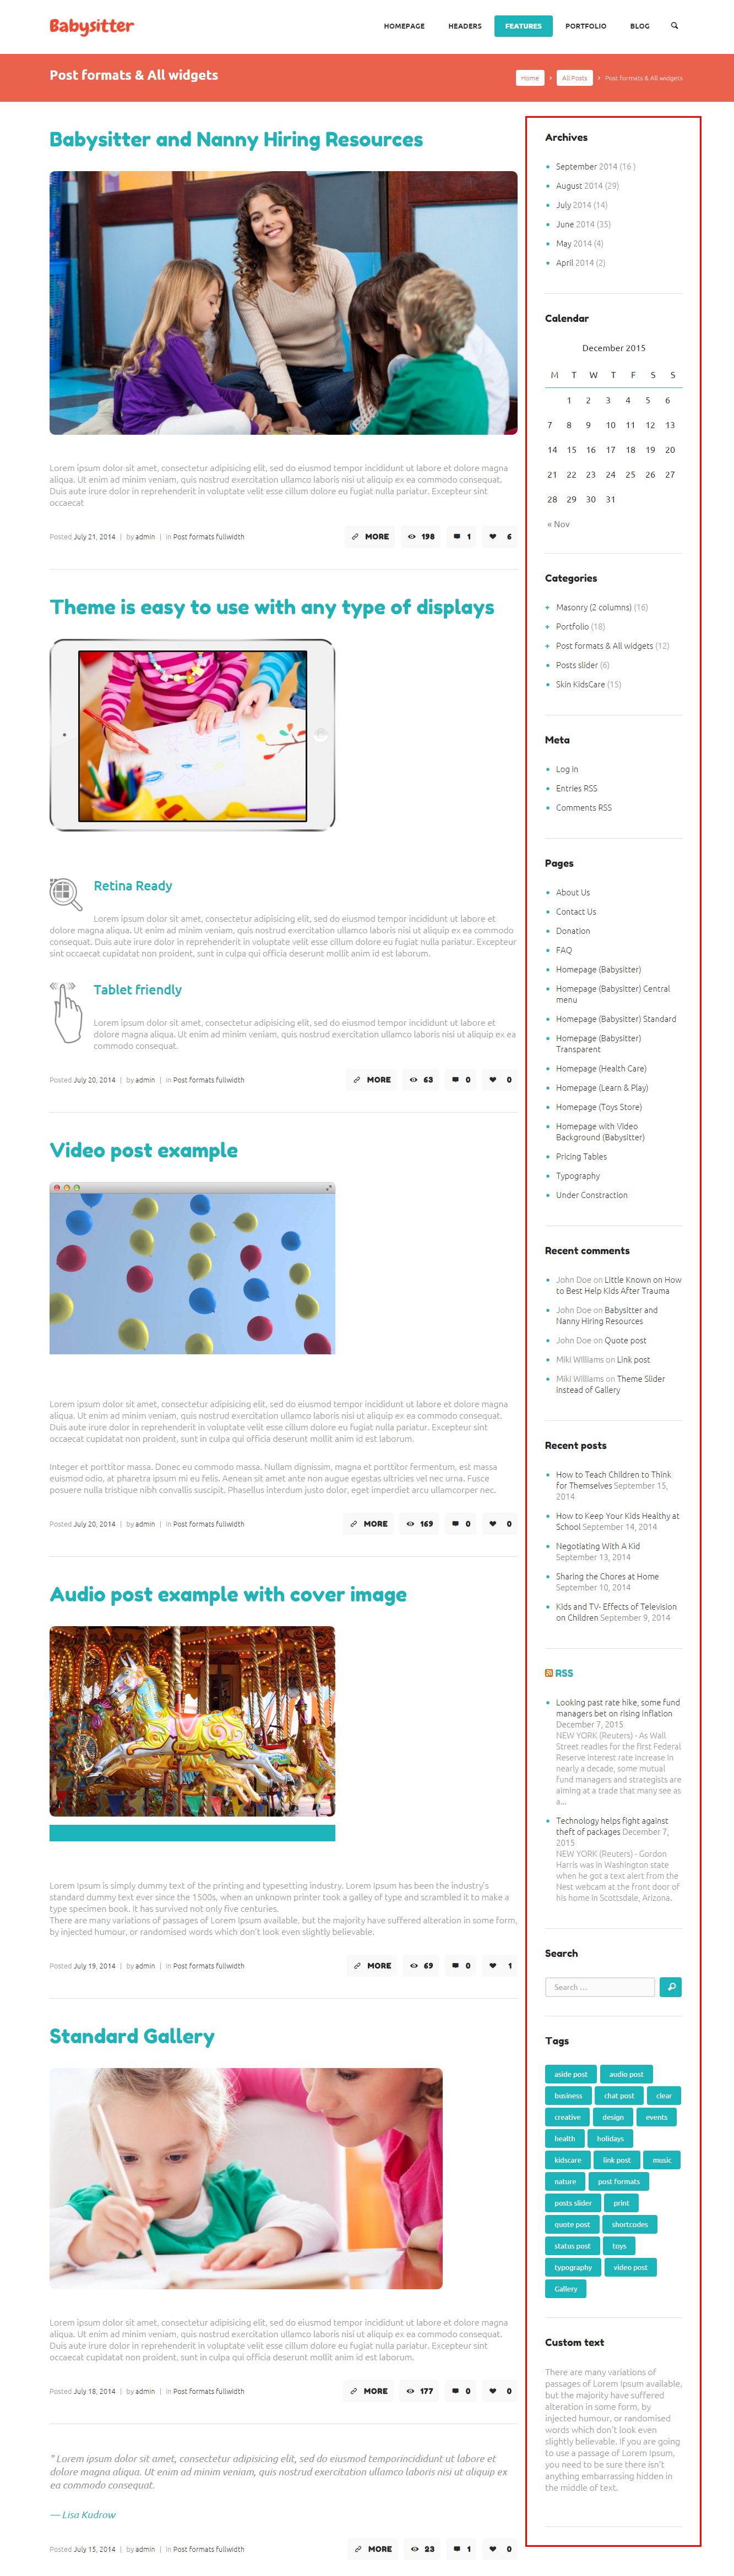 Babysitter
HOMEPAGE HEADERS FEATURES PORTFOLIO BLOG
Post formats & All widgets
Home › All Posts › Post formats & All widgets
Babysitter and Nanny Hiring Resources
Lorem ipsum dolor sit amet, consectetur adipisicing elit, sed do eiusmod tempor incididunt ut labore et dolore magna
aliqua. Ut enim ad minim veniam, quis nostrud exercitation ullamco laboris nisi ut aliquip ex ea commodo consequat.
Duis aute irure dolor in reprehenderit in voluptate velit esse cillum dolore eu fugiat nulla pariatur. Excepteur sint
occaecat
Posted July 21, 2014 | by admin | in Post formats fullwidth
MORE 198 1 6
Theme is easy to use with any type of displays
Retina Ready
Lorem ipsum dolor sit amet, consectetur adipisicing elit, sed do eiusmod tempor incididunt ut labore et
dolore magna aliqua. Ut enim ad minim veniam, quis nostrud exercitation ullamco laboris nisi ut aliquip ex ea commodo
consequat. Duis aute irure dolor in reprehenderit in voluptate velit esse cillum dolore eu fugiat nulla pariatur. Excepteur
sint occaecat cupidatat non proident, sunt in culpa qui officia deserunt mollit anim id est laborum.
Tablet friendly
Lorem ipsum dolor sit amet, consectetur adipisicing elit, sed do eiusmod tempor incididunt ut labore et
dolore magna aliqua. Ut enim ad minim veniam, quis nostrud exercitation ullamco laboris nisi ut aliquip ex ea
commodo consequat.
Posted July 20, 2014 | by admin | in Post formats fullwidth
MORE 63 0 0
Video post example
Lorem ipsum dolor sit amet, consectetur adipisicing elit, sed do eiusmod tempor incididunt ut labore et dolore magna
aliqua. Ut enim ad minim veniam, quis nostrud exercitation ullamco laboris nisi ut aliquip ex ea commodo consequat.
Duis aute irure dolor in reprehenderit in voluptate velit esse cillum dolore eu fugiat nulla pariatur. Excepteur sint
occaecat cupidatat non proident, sunt in culpa qui officia deserunt mollit anim id est laborum.
Integer et porttitor massa. Donec eu commodo massa. Nullam dignissim, magna et porttitor fermentum, est massa
euismod odio, at pharetra ipsum mi eu felis. Aenean sit amet ante non augue egestas ultricies vel nec urna. Fusce
posuere nulla tristique nibh convallis suscipit. Phasellus interdum justo dolor, eget imperdiet arcu ullamcorper nec.
Posted July 20, 2014 | by admin | in Post formats fullwidth
MORE 169 0 0
Audio post example with cover image
Lorem Ipsum is simply dummy text of the printing and typesetting industry. Lorem Ipsum has been the industry's
standard dummy text ever since the 1500s, when an unknown printer took a galley of type and scrambled it to make a
type specimen book. It has survived not only five centuries.
There are many variations of passages of Lorem Ipsum available, but the majority have suffered alteration in some form,
by injected humour, or randomised words which don't look even slightly believable.
Posted July 19, 2014 | by admin | in Post formats fullwidth
MORE 69 0 1
Standard Gallery
Lorem ipsum dolor sit amet, consectetur adipisicing elit, sed do eiusmod tempor incididunt ut labore et dolore magna
aliqua. Ut enim ad minim veniam, quis nostrud exercitation ullamco laboris nisi ut aliquip ex ea commodo consequat.
Duis aute irure dolor in reprehenderit in voluptate velit esse cillum dolore eu fugiat nulla pariatur. Excepteur sint
occaecat cupidatat non proident, sunt in culpa qui officia deserunt mollit anim id est laborum.
Posted July 18, 2014 | by admin | in Post formats fullwidth
MORE 177 0 0
" Lorem ipsum dolor sit amet, consectetur adipisicing elit, sed do eiusmod temporincididunt ut labore et
dolore magna aliqua. Ut enim ad minim veniam, quis nostrud exercitation ullamco laboris nisi ut aliquip ex
ea commodo consequat.
— Lisa Kudrow
Posted July 15, 2014 | by admin | in Post formats fullwidth
MORE 23 1 0
Archives
September 2014 (16 )
August 2014 (29)
July 2014 (14)
June 2014 (35)
May 2014 (4)
April 2014 (2)
Calendar
December 2015
M T W T F S S
1 2 3 4 5 6
7 8 9 10 11 12 13
14 15 16 17 18 19 20
21 22 23 24 25 26 27
28 29 30 31
« Nov
Categories
+ Masonry (2 columns) (16)
+ Portfolio (18)
+ Post formats & All widgets (12)
Posts slider (6)
Skin KidsCare (15)
Meta
Log in
Entries RSS
Comments RSS
Pages
About Us
Contact Us
Donation
FAQ
Homepage (Babysitter)
Homepage (Babysitter) Central
menu
Homepage (Babysitter) Standard
Homepage (Babysitter)
Transparent
Homepage (Health Care)
Homepage (Learn & Play)
Homepage (Toys Store)
Homepage with Video
Background (Babysitter)
Pricing Tables
Typography
Under Constraction
Recent comments
John Doe on Little Known on How
to Best Help Kids After Trauma
John Doe on Babysitter and
Nanny Hiring Resources
John Doe on Quote post
Miki Williams on Link post
Miki Williams on Theme Slider
instead of Gallery
Recent posts
How to Teach Children to Think
for Themselves September 15,
2014
How to Keep Your Kids Healthy at
School September 14, 2014
Negotiating With A Kid
September 13, 2014
Sharing the Chores at Home
September 10, 2014
Kids and TV- Effects of Television
on Children September 9, 2014
RSS
Looking past rate hike, some fund
managers bet on rising inflation
December 7, 2015
NEW YORK (Reuters) - As Wall
Street readies for the first Federal
Reserve interest rate increase in
nearly a decade, some mutual
fund managers and strategists are
aiming at a trade that many see as
a...
Technology helps fight against
theft of packages December 7,
2015
NEW YORK (Reuters) - Gordon
Harris was in Washington state
when he got a text alert from the
Nest webcam at the front door of
his home in Scottsdale, Arizona.
Search
Search …
Tags
aside post audio post
business chat post clear
creative design events
health holidays
kidscare link post music
nature post formats
posts slider print
quote post shortcodes
status post toys
typography video post
Gallery
Custom text
There are many variations of
passages of Lorem Ipsum available,
but the majority have suffered
alteration in some form, by
injected humour, or randomised
words which don't look even
slightly believable. If you are going
to use a passage of Lorem Ipsum,
you need to be sure there isn't
anything embarrassing hidden in
the middle of text.